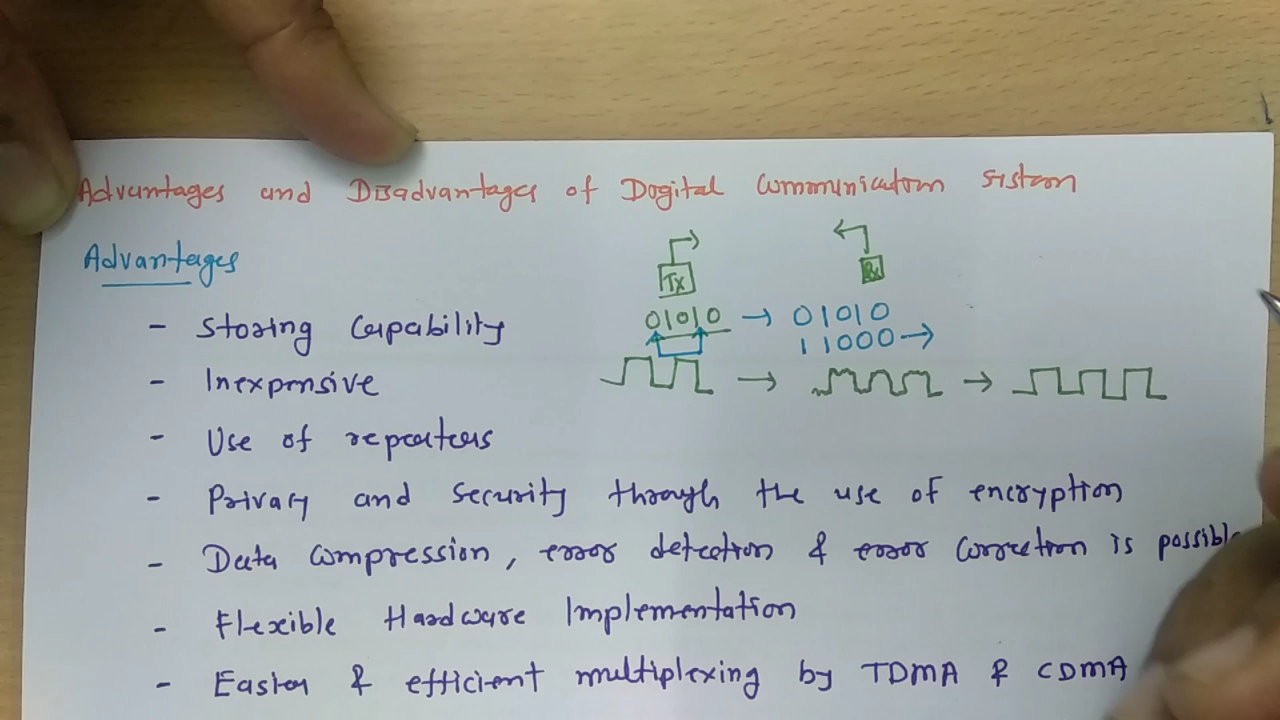 Advantages and Disadvantages of Digital Communication System
Advantages
Tx Rx
- Storing Capability
01010 → 01010
11000 →
- Inexpensive
- Use of repeaters
- Privacy and Security through the use of encryption
- Data compression, error detection & error correction is possible
- Flexible Hardware Implementation
- Easier & efficient multiplexing by TDMA & CDMA